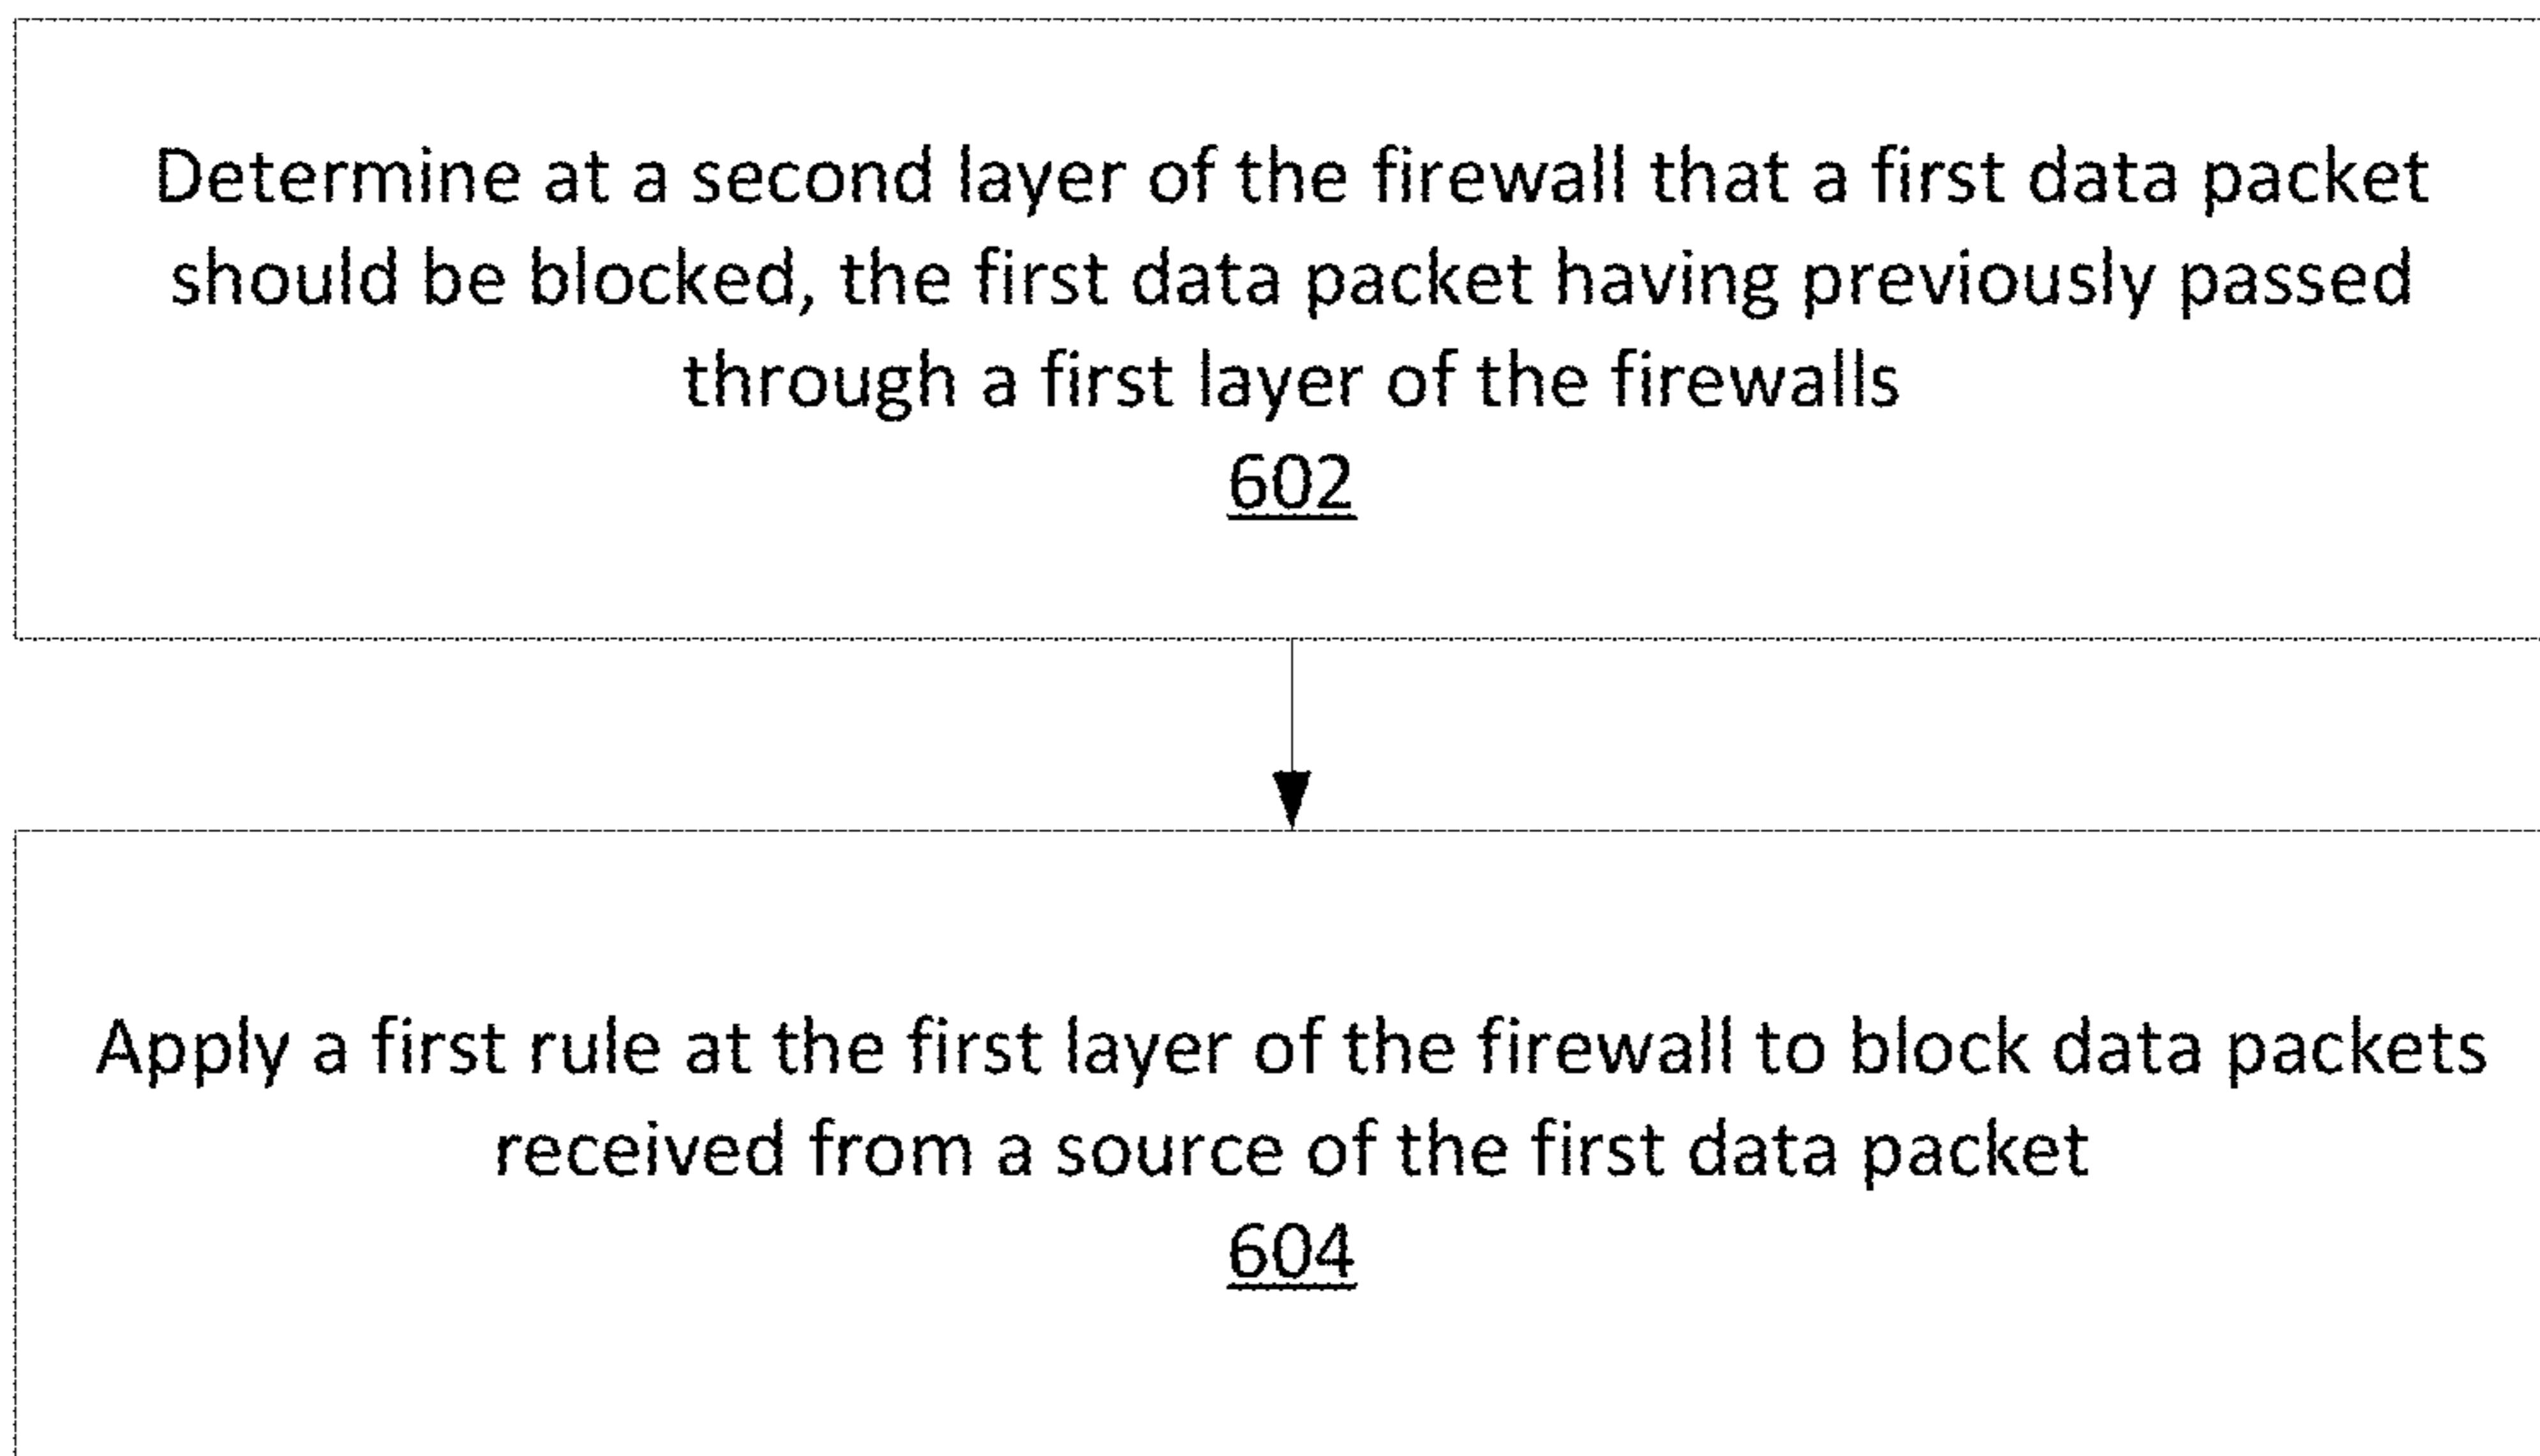 Determine at a second layer of the firewall that a first data packet
should be blocked, the first data packet having previously passed
through a first layer of the firewalls
602
Apply a first rule at the first layer of the firewall to block data packets
received from a source of the first data packet
604